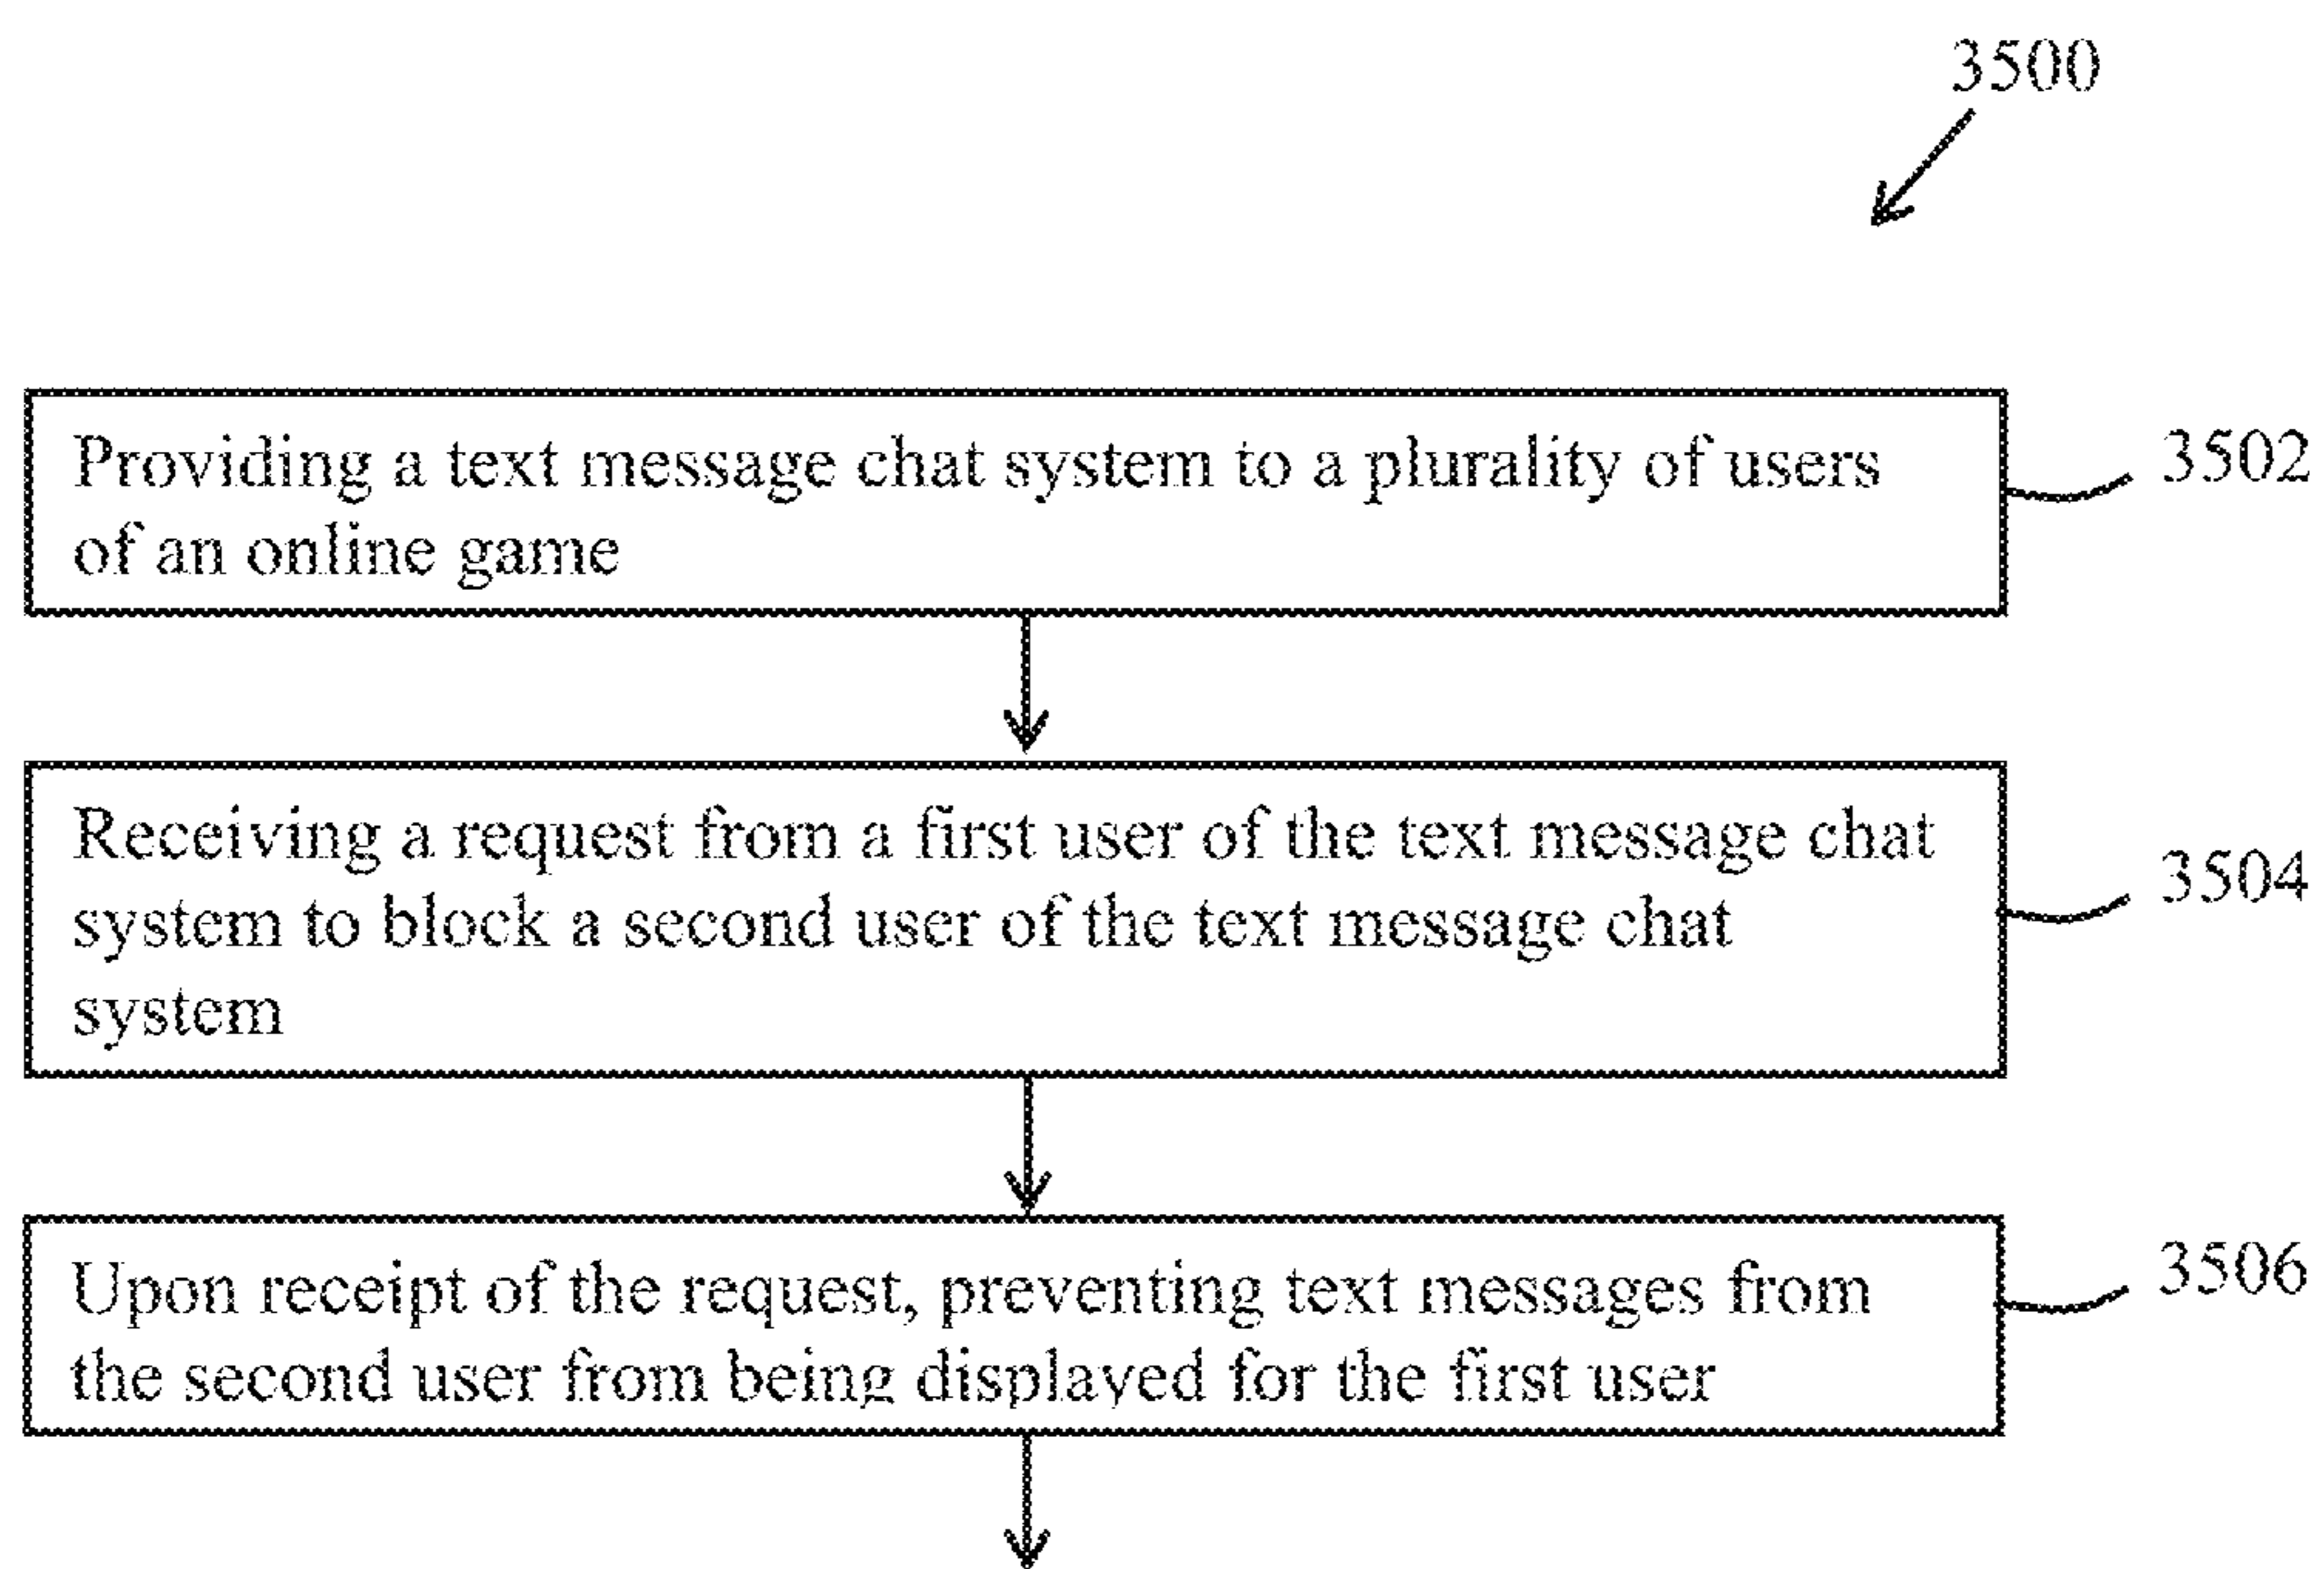 3500
Providing a text message chat system to a plurality of users
of an online game
3502
Receiving a request from a first user of the text message chat
system to block a second user of the text message chat
system
3504
Upon receipt of the request, preventing text messages from
the second user from being displayed for the first user
3506